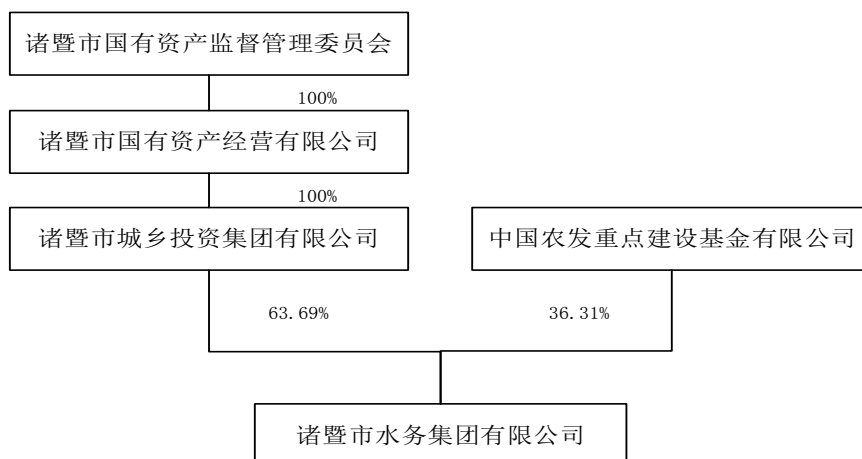 诸暨市国有资产监督管理委员会
100%
诸暨市国有资产经营有限公司
100%
诸暨市城乡投资集团有限公司
中国农发重点建设基金有限公司
63.69%
36.31%
诸暨市水务集团有限公司